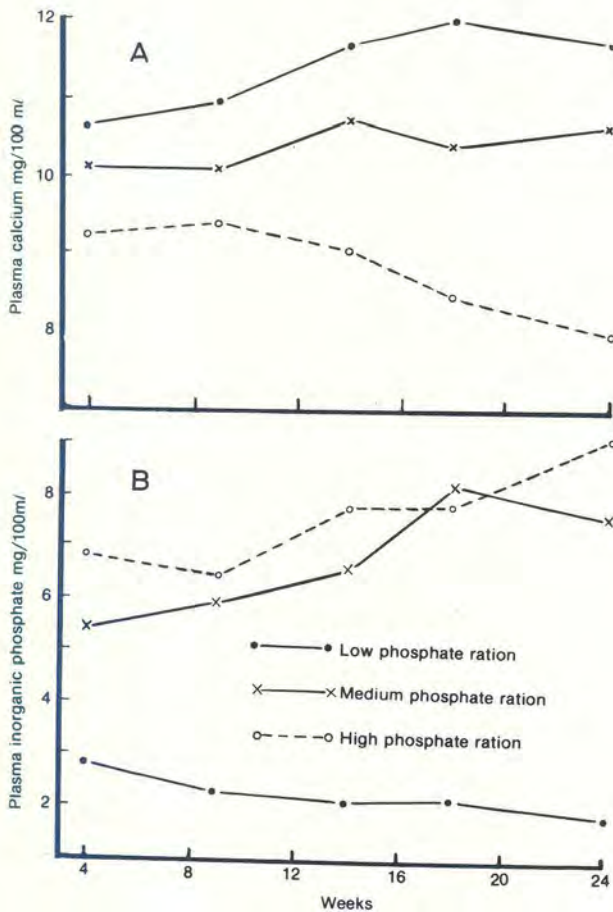 12
A
10
8
Plasma calcium mg/100 m/
B
8
6
4
2
Plasma inorganic phosphate mg/100m/
Low phosphate ration
Medium phosphate ration
High phosphate ration
4 8 12 16 20 24
Weeks